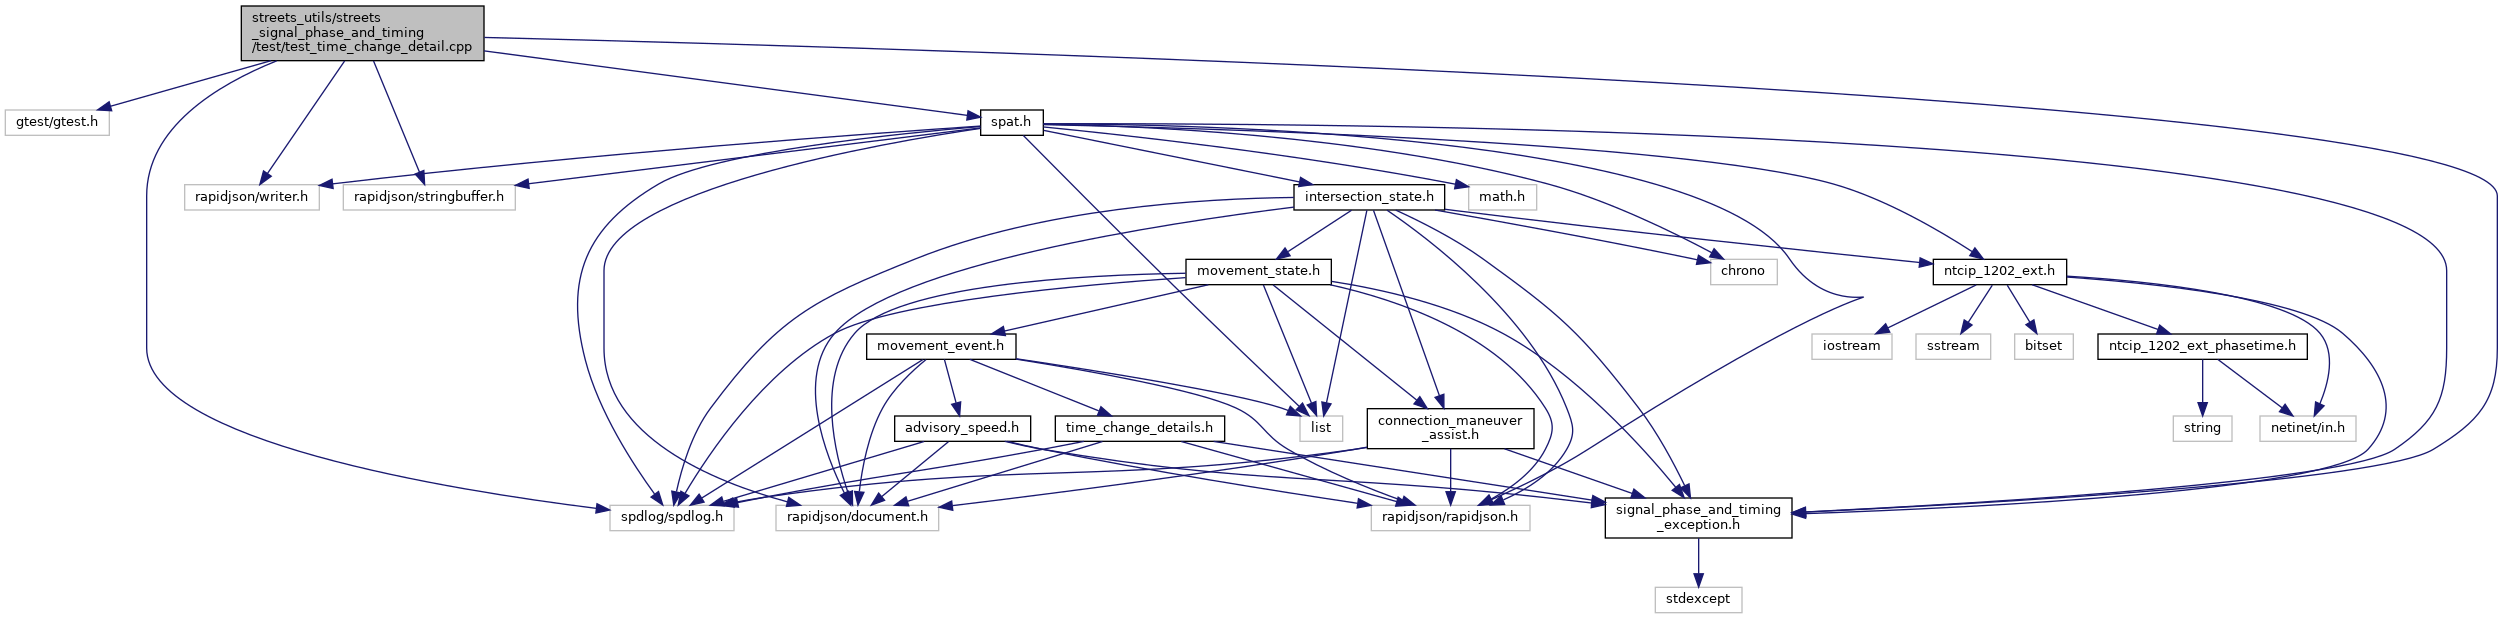 streets_utils/streets
_signal_phase_and_timing
/test/test_time_change_detail.cpp
gtest/gtest.h
spat.h
rapidjson/writer.h
rapidjson/stringbuffer.h
intersection_state.h
math.h
movement_state.h
chrono
ntcip_1202_ext.h
movement_event.h
iostream
sstream
bitset
ntcip_1202_ext_phasetime.h
advisory_speed.h
time_change_details.h
list
connection_maneuver
_assist.h
string
netinet/in.h
spdlog/spdlog.h
rapidjson/document.h
rapidjson/rapidjson.h
signal_phase_and_timing
_exception.h
stdexcept